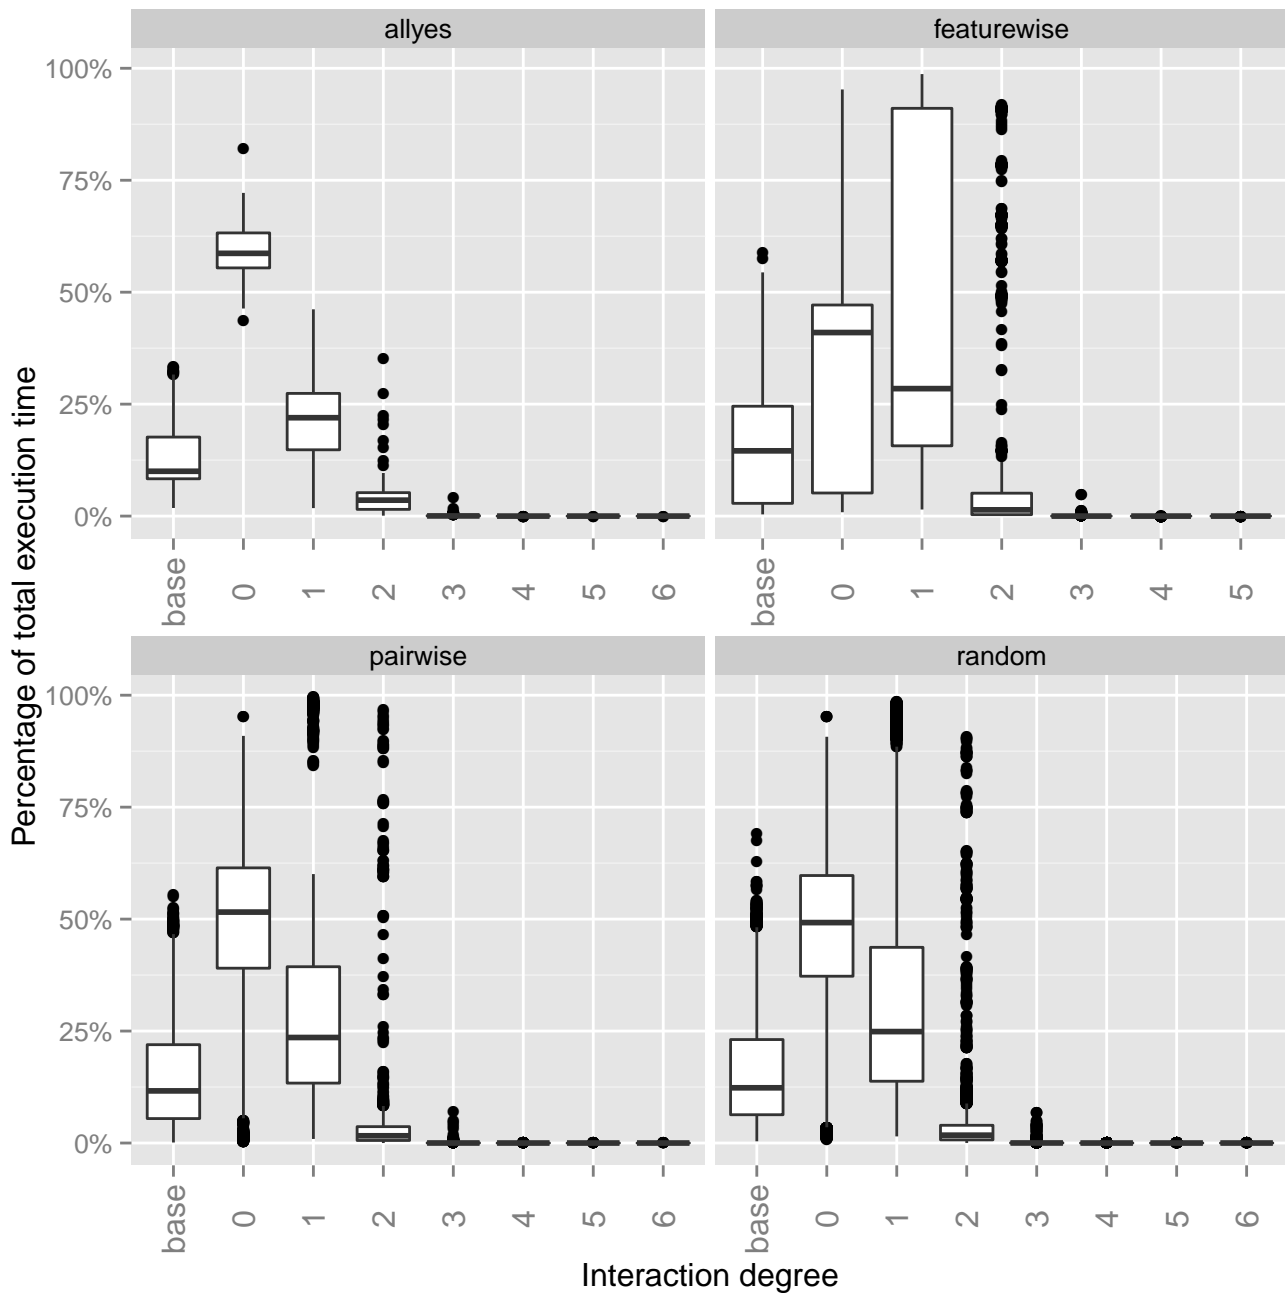 allyes
featurewise
100%
75%
50%
25%
0%
base 0 1 2 3 4 5 6
base 0 1 2 3 4 5
Percentage of total execution time
pairwise
random
100%
75%
50%
25%
0%
base 0 1 2 3 4 5 6
base 0 1 2 3 4 5 6
Interaction degree